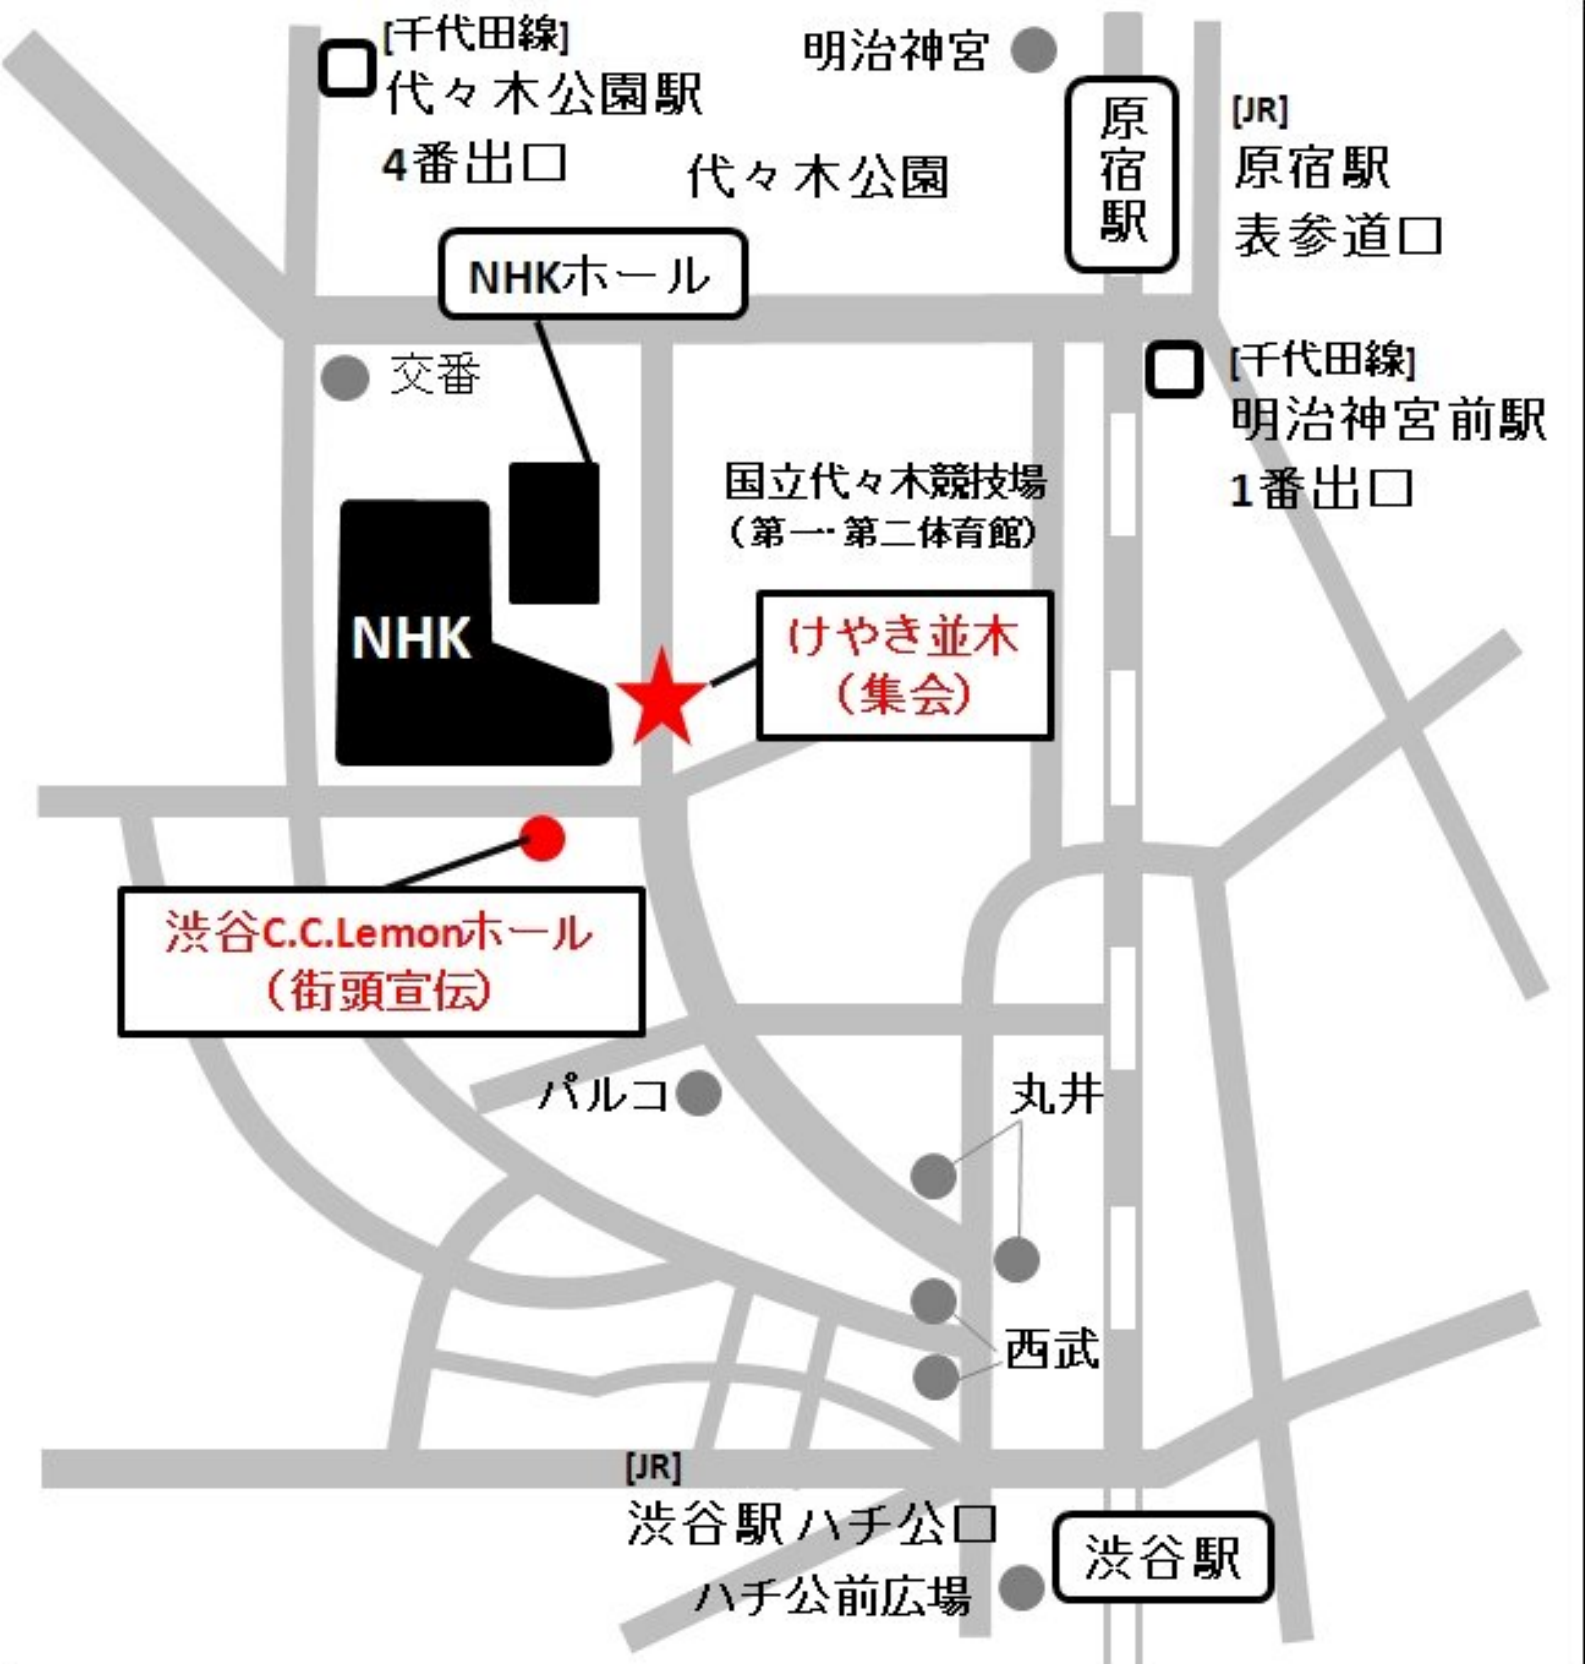 [千代田線]
代々木公園駅
4番出口
明治神宮
代々木公園
原宿駅
[JR]
原宿駅
表参道口
NHKホール
交番
[千代田線]
明治神宮前駅
1番出口
国立代々木競技場
（第一・第二体育館）
NHK
けやき並木
（集会）
渋谷C.C.Lemonホール
（街頭宣伝）
パルコ
丸井
西武
[JR]
渋谷駅ハチ公口
ハチ公前広場
渋谷駅